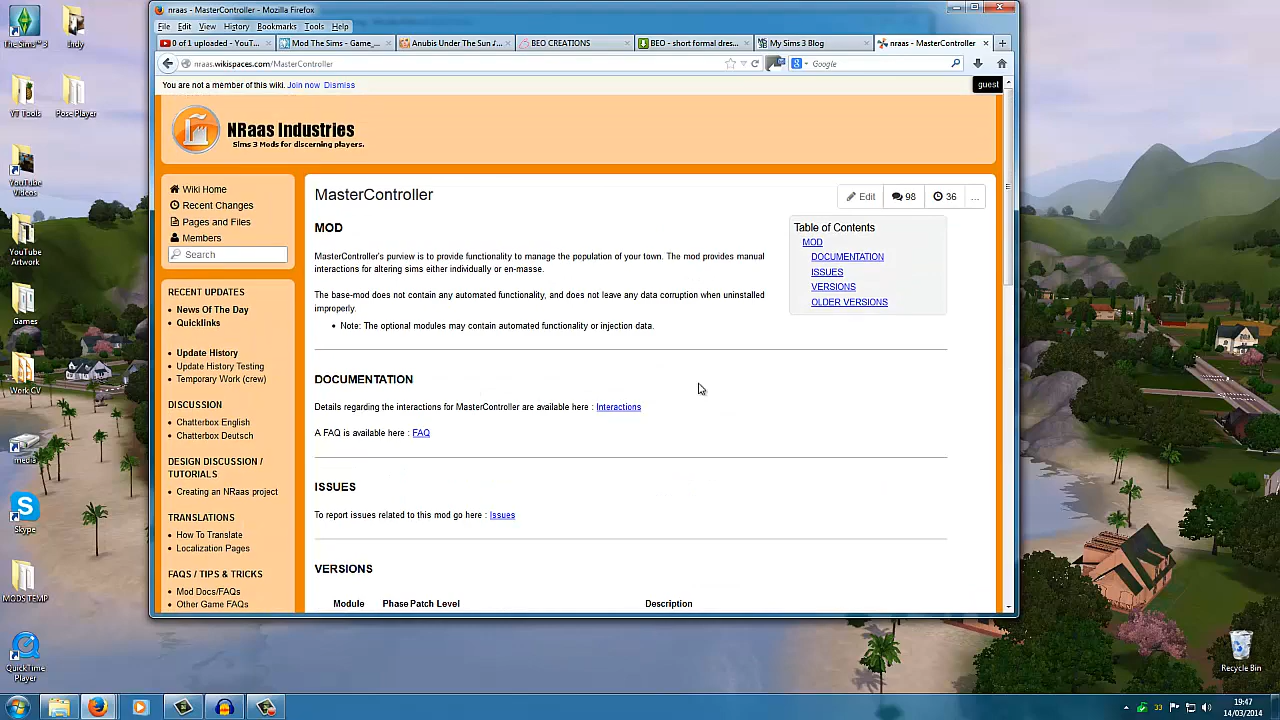 nraas - MasterController - Mozilla Firefox
File Edit View History Bookmarks Tools Help
0 of 1 uploaded - YouT...
Mod The Sims - Game_...
Anubis Under The Sun ♪...
BEO CREATIONS
BEO - short formal dres...
My Sims 3 Blog
nraas - MasterController
nraas.wikispaces.com/MasterController
Google
You are not a member of this wiki. Join now Dismiss
guest
NRaas Industries
Sims 3 Mods for discerning players.
Wiki Home
Recent Changes
Pages and Files
Members
Search
RECENT UPDATES
News Of The Day
Quicklinks
Update History
Update History Testing
Temporary Work (crew)
DISCUSSION
Chatterbox English
Chatterbox Deutsch
DESIGN DISCUSSION /
TUTORIALS
Creating an NRaas project
TRANSLATIONS
How To Translate
Localization Pages
FAQS / TIPS & TRICKS
Mod Docs/FAQs
Other Game FAQs
MasterController
Edit 98 36 ...
MOD
MasterController's purview is to provide functionality to manage the population of your town. The mod provides manual
interactions for altering sims either individually or en-masse.
The base-mod does not contain any automated functionality, and does not leave any data corruption when uninstalled
improperly.
• Note: The optional modules may contain automated functionality or injection data.
Table of Contents
MOD
DOCUMENTATION
ISSUES
VERSIONS
OLDER VERSIONS
DOCUMENTATION
Details regarding the interactions for MasterController are available here : Interactions
A FAQ is available here : FAQ
ISSUES
To report issues related to this mod go here : Issues
VERSIONS
Module Phase Patch Level Description
The Sims™ 3
Indy
VT Tools
Pose Player
YouTube
Videos
YouTube
Artwork
Games
Work CV
media
Skype
MODS TEMP
QuickTime
Player
Recycle Bin
33
19:47
14/03/2014